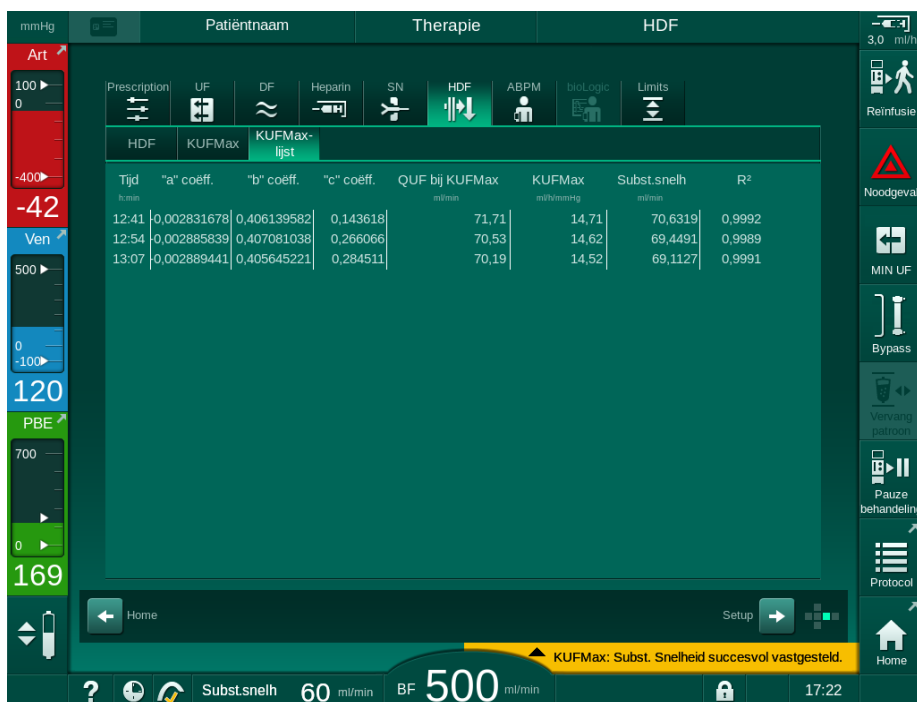 mmHg Patiëntnaam Therapie HDF 3,0 ml/h
Art
100
0
-400
-42
Ven
500
0
-100
120
PBE
700
0
169
Prescription UF DF Heparin SN HDF ABPM bioLogic Limits
HDF KUFMax KUFMax-
lijst
Tijd "a" coëff. "b" coëff. "c" coëff. QUF bij KUFMax KUFMax Subst.snelh R²
h:min ml/min ml/h/mmHg ml/min
12:41 -0,002831678 0,406139582 0,143618 71,71 14,71 70,6319 0,9992
12:54 -0,002885839 0,407081038 0,266066 70,53 14,62 69,4491 0,9989
13:07 -0,002889441 0,405645221 0,284511 70,19 14,52 69,1127 0,9991
Home Setup
KUFMax: Subst. Snelheid succesvol vastgesteld.
? Subst.snelh 60 ml/min BF 500 ml/min 17:22
Reïnfusie
Noodgeval
MIN UF
Bypass
Vervang
patroon
Pauze
behandeling
Protocol
Home